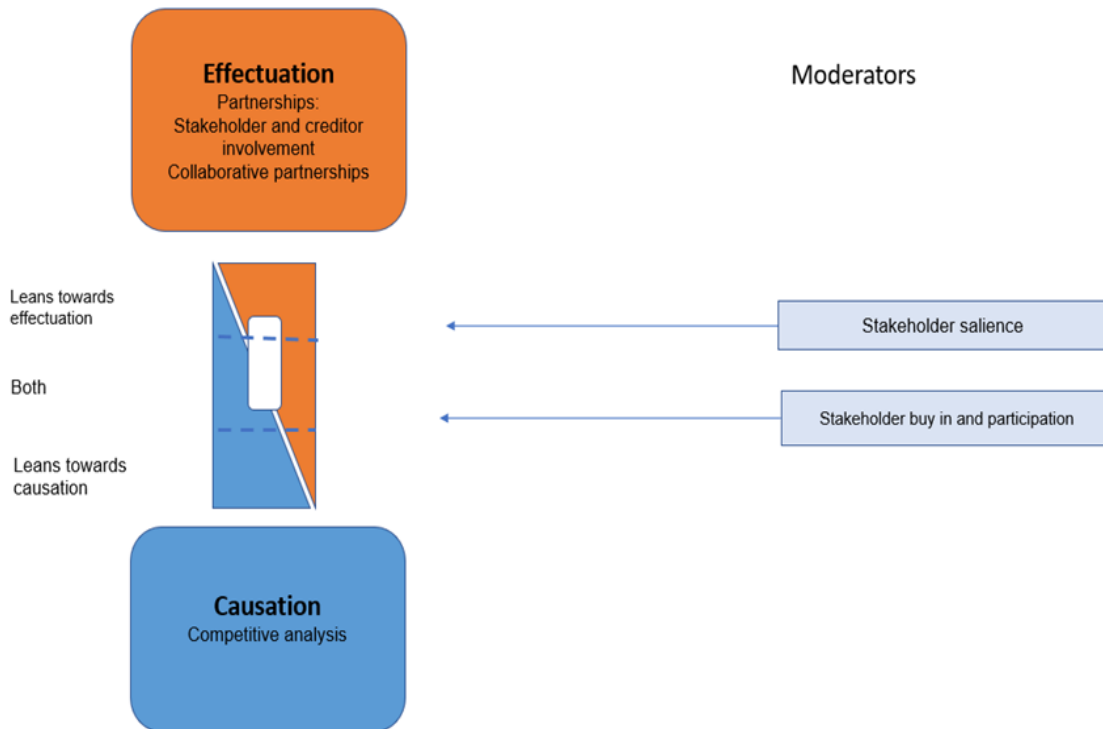 Effectuation
Partnerships:
Stakeholder and creditor
involvement
Collaborative partnerships
Moderators
Leans towards
effectuation
Both
Leans towards
causation
Stakeholder salience
Stakeholder buy in and participation
Causation
Competitive analysis